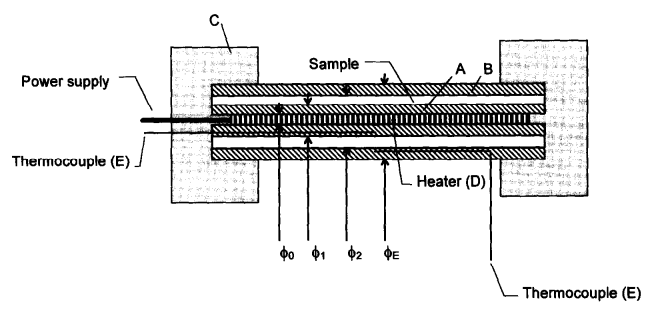 C
Sample
A
B
Power supply
Thermocouple (E)
Heater (D)
ϕ0
ϕ1
ϕ2
ϕE
Thermocouple (E)